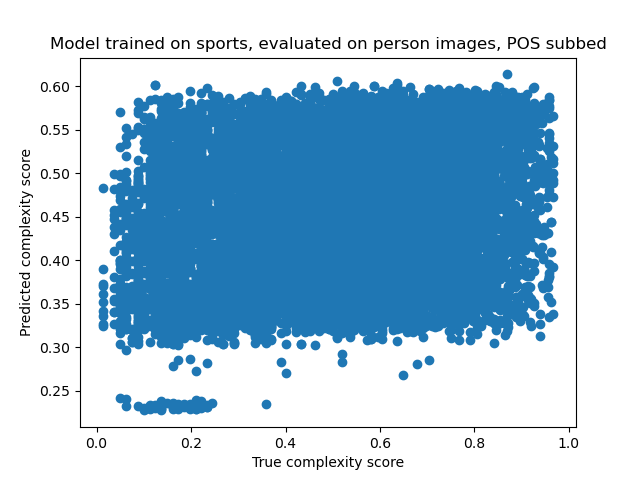 Model trained on sports, evaluated on person images, POS subbed
0.60
0.55
0.50
0.45
0.40
0.35
0.30
0.25
Predicted complexity score
0.0 0.2 0.4 0.6 0.8 1.0
True complexity score